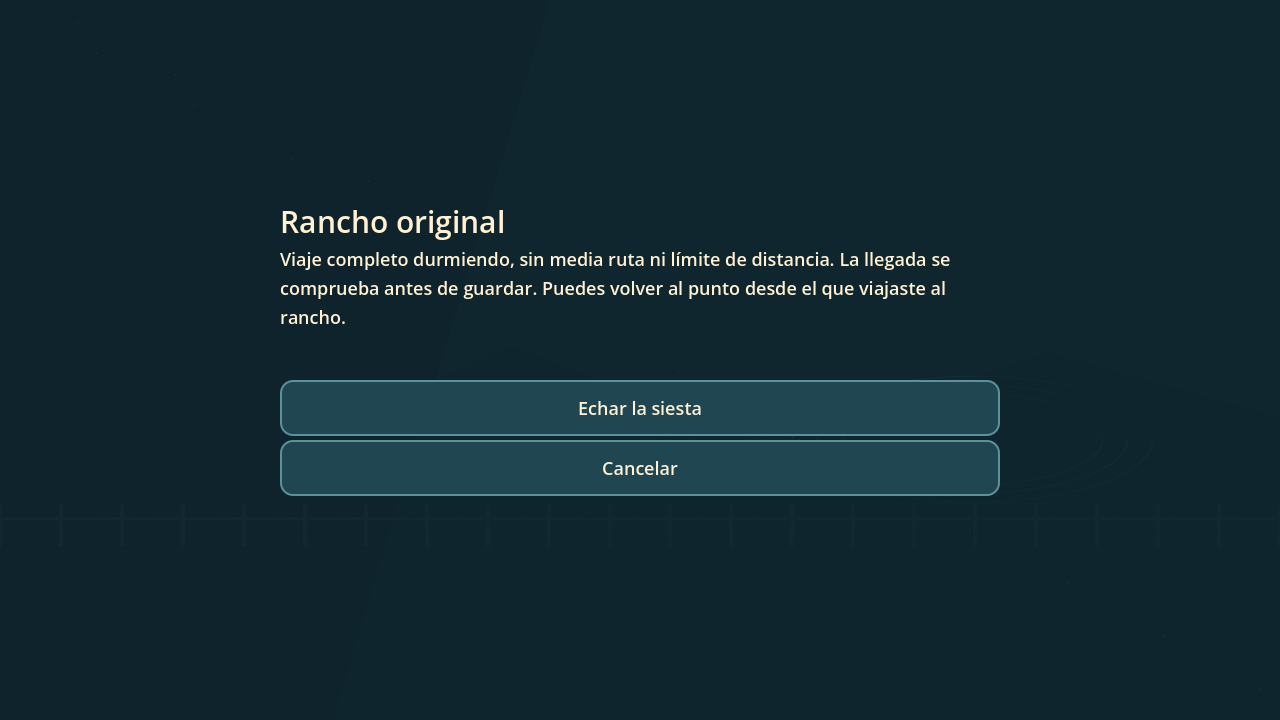 Rancho original
Viaje completo durmiendo, sin media ruta ni límite de distancia. La llegada se
comprueba antes de guardar. Puedes volver al punto desde el que viajaste al
rancho.
Echar la siesta
Cancelar